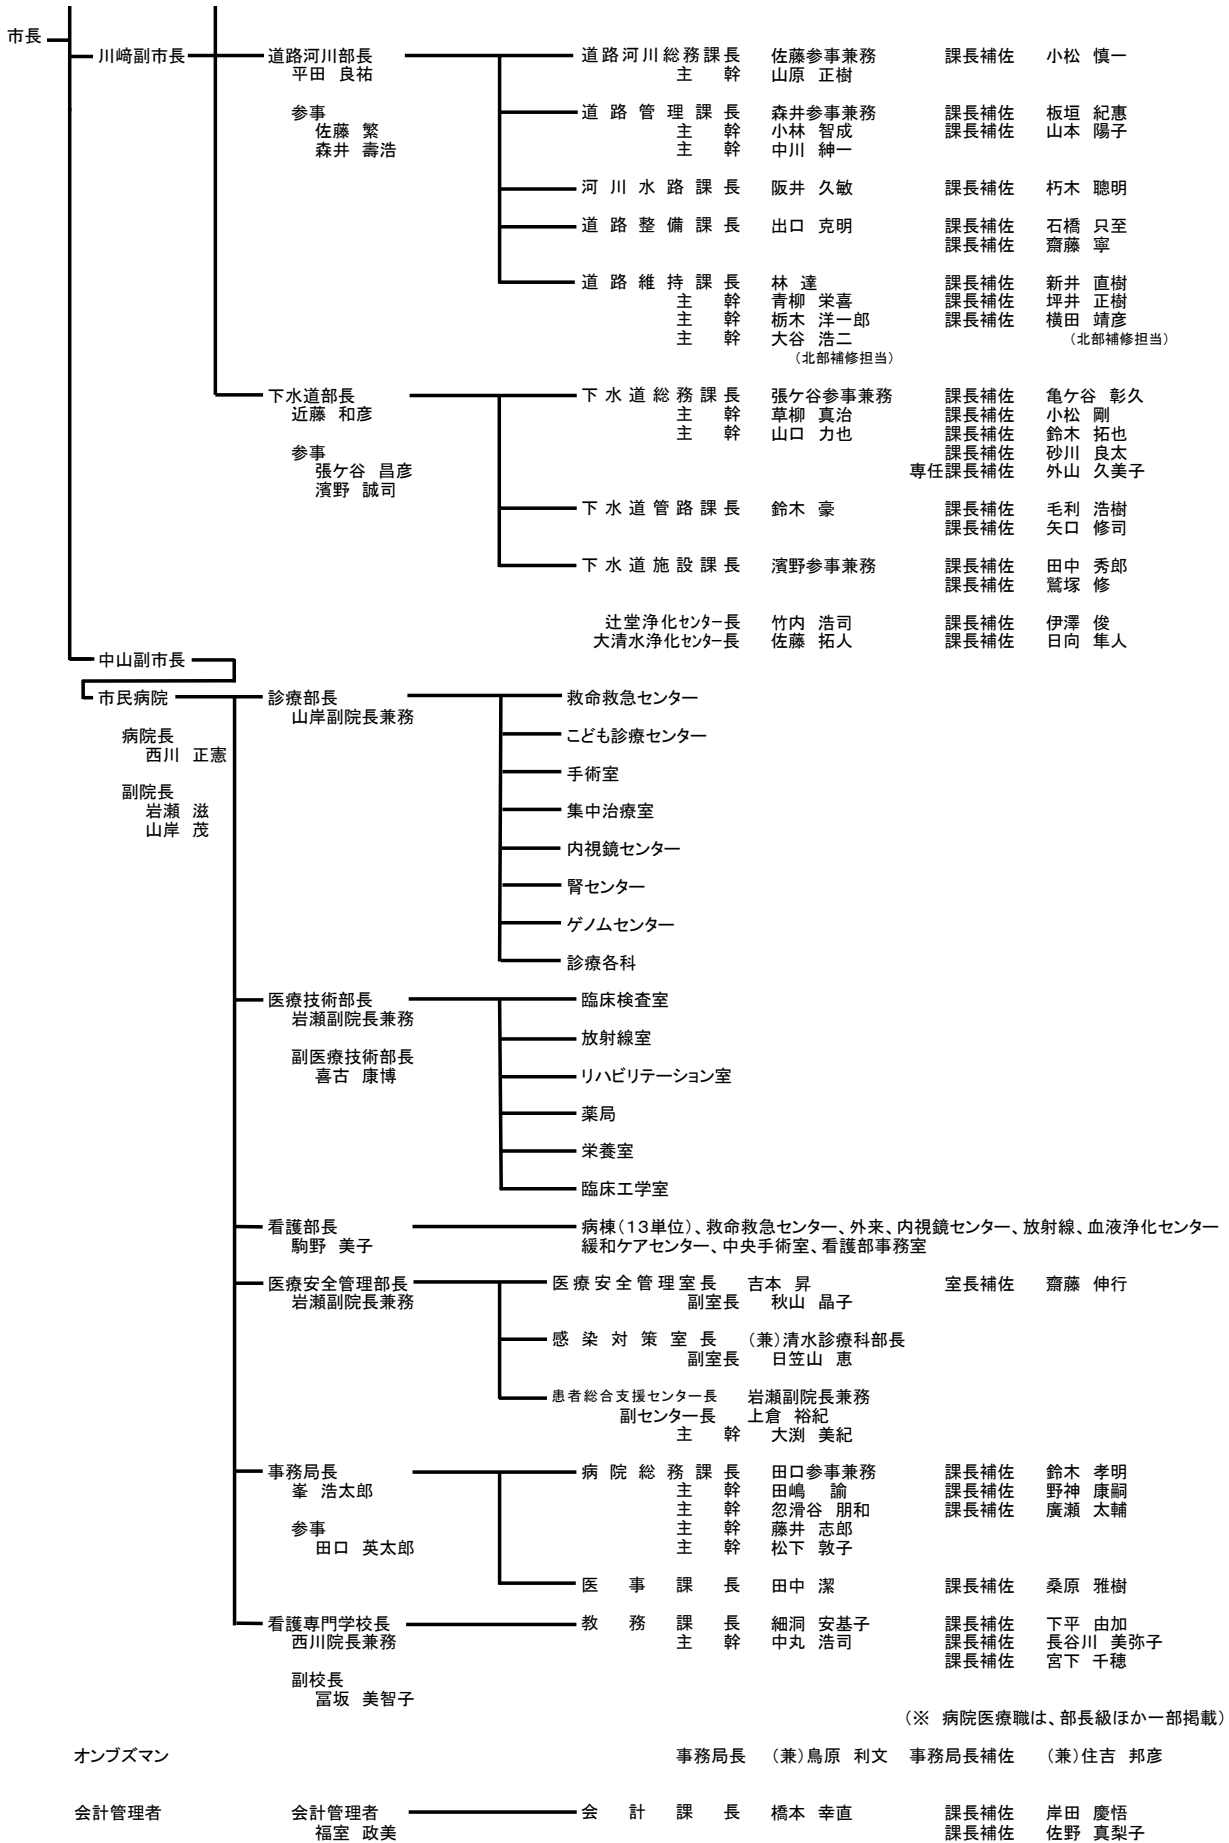 市長
川﨑副市長 道路河川部長 道路河川総務課長 佐藤参事兼務 課長補佐 小松 慎一
平田 良祐 主幹 山原 正樹
参事 道路管理課長 森井参事兼務 課長補佐 板垣 紀恵
佐藤 繁 主幹 小林 智成 課長補佐 山本 陽子
森井 壽浩 主幹 中川 紳一
河川水路課長 阪井 久敏 課長補佐 朽木 聰明
道路整備課長 出口 克明 課長補佐 石橋 只至
課長補佐 齋藤 寧
道路維持課長 林 達 課長補佐 新井 直樹
主幹 青柳 栄喜 課長補佐 坪井 正樹
主幹 栃木 洋一郎 課長補佐 横田 靖彦
主幹 大谷 浩二 （北部補修担当）
（北部補修担当）
下水道部長 下水道総務課長 張ケ谷参事兼務 課長補佐 亀ケ谷 彰久
近藤 和彦 主幹 草柳 真治 課長補佐 小松 剛
主幹 山口 力也 課長補佐 鈴木 拓也
参事 課長補佐 砂川 良太
張ケ谷 昌彦 専任課長補佐 外山 久美子
濱野 誠司
下水道管路課長 鈴木 豪 課長補佐 毛利 浩樹
課長補佐 矢口 修司
下水道施設課長 濱野参事兼務 課長補佐 田中 秀郎
課長補佐 鷲塚 修
辻堂浄化センター長 竹内 浩司 課長補佐 伊澤 俊
大清水浄化センター長 佐藤 拓人 課長補佐 日向 隼人
中山副市長
市民病院 診療部長 救命救急センター
山岸副院長兼務
病院長 こども診療センター
西川 正憲
手術室
副院長
岩瀬 滋 集中治療室
山岸 茂
内視鏡センター
腎センター
ゲノムセンター
診療各科
医療技術部長 臨床検査室
岩瀬副院長兼務
放射線室
副医療技術部長
喜古 康博 リハビリテーション室
薬局
栄養室
臨床工学室
看護部長 病棟（１３単位）、救命救急センター、外来、内視鏡センター、放射線、血液浄化センター
駒野 美子 緩和ケアセンター、中央手術室、看護部事務室
医療安全管理部長 医療安全管理室長 吉本 昇 室長補佐 齋藤 伸行
岩瀬副院長兼務 副室長 秋山 晶子
感染対策室長 （兼）清水診療科部長
副室長 日笠山 恵
患者総合支援センター長 岩瀬副院長兼務
副センター長 上倉 裕紀
主幹 大渕 美紀
事務局長 病院総務課長 田口参事兼務 課長補佐 鈴木 孝明
峯 浩太郎 主幹 田嶋 諭 課長補佐 野神 康嗣
主幹 忽滑谷 朋和 課長補佐 廣瀬 太輔
参事 主幹 藤井 志郎
田口 英太郎 主幹 松下 敦子
医事課長 田中 潔 課長補佐 桑原 雅樹
看護専門学校長 教務課長 細洞 安基子 課長補佐 下平 由加
西川院長兼務 主幹 中丸 浩司 課長補佐 長谷川 美弥子
課長補佐 宮下 千穂
副校長
冨坂 美智子
（※ 病院医療職は、部長級ほか一部掲載）
オンブズマン 事務局長 （兼）鳥原 利文 事務局長補佐 （兼）住吉 邦彦
会計管理者 会計管理者 会計課長 橋本 幸直 課長補佐 岸田 慶悟
福室 政美 課長補佐 佐野 真梨子